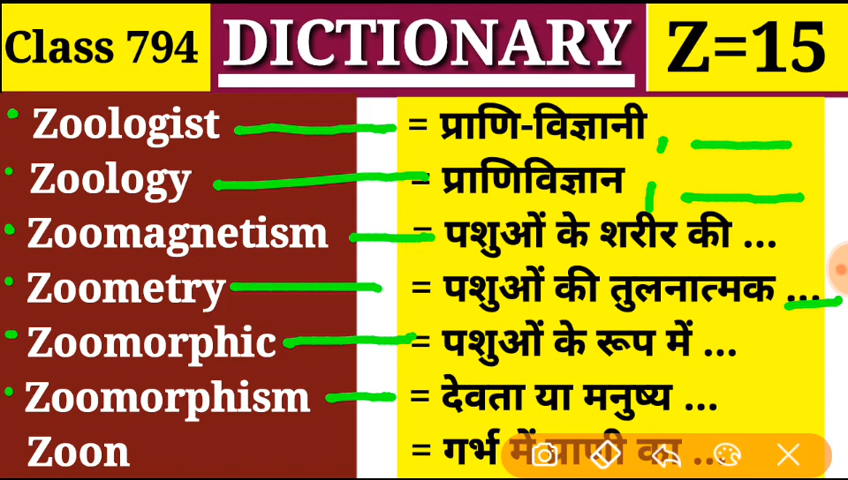 Class 794 DICTIONARY Z=15
Zoologist = प्राणि-विज्ञानी
Zoology = प्राणिविज्ञान
Zoomagnetism = पशुओं के शरीर की ...
Zoometry = पशुओं की तुलनात्मक ...
Zoomorphic = पशुओं के रूप में ...
Zoomorphism = देवता या मनुष्य ...
Zoon = गर्भ में प्राणी का ...